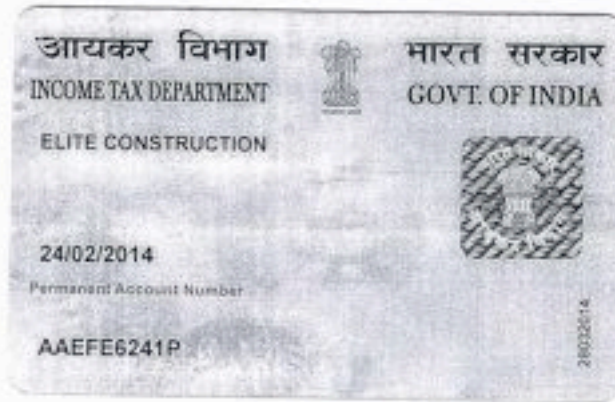 आयकर विभाग
INCOME TAX DEPARTMENT
भारत सरकार
GOVT. OF INDIA
ELITE CONSTRUCTION
24/02/2014
Permanent Account Number
AAEFE6241P
28032014